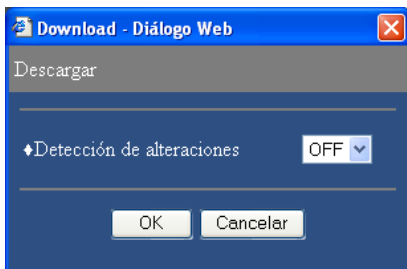 Download - Diálogo Web
Descargar
♦Detección de alteraciones OFF
OK Cancelar